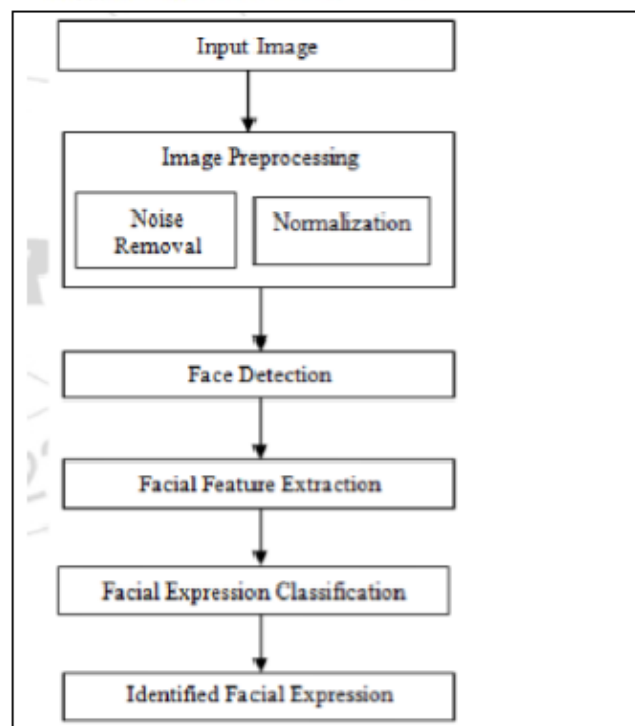 Input Image
Image Preprocessing
Noise
Removal
Normalization
Face Detection
Facial Feature Extraction
Facial Expression Classification
Identified Facial Expression